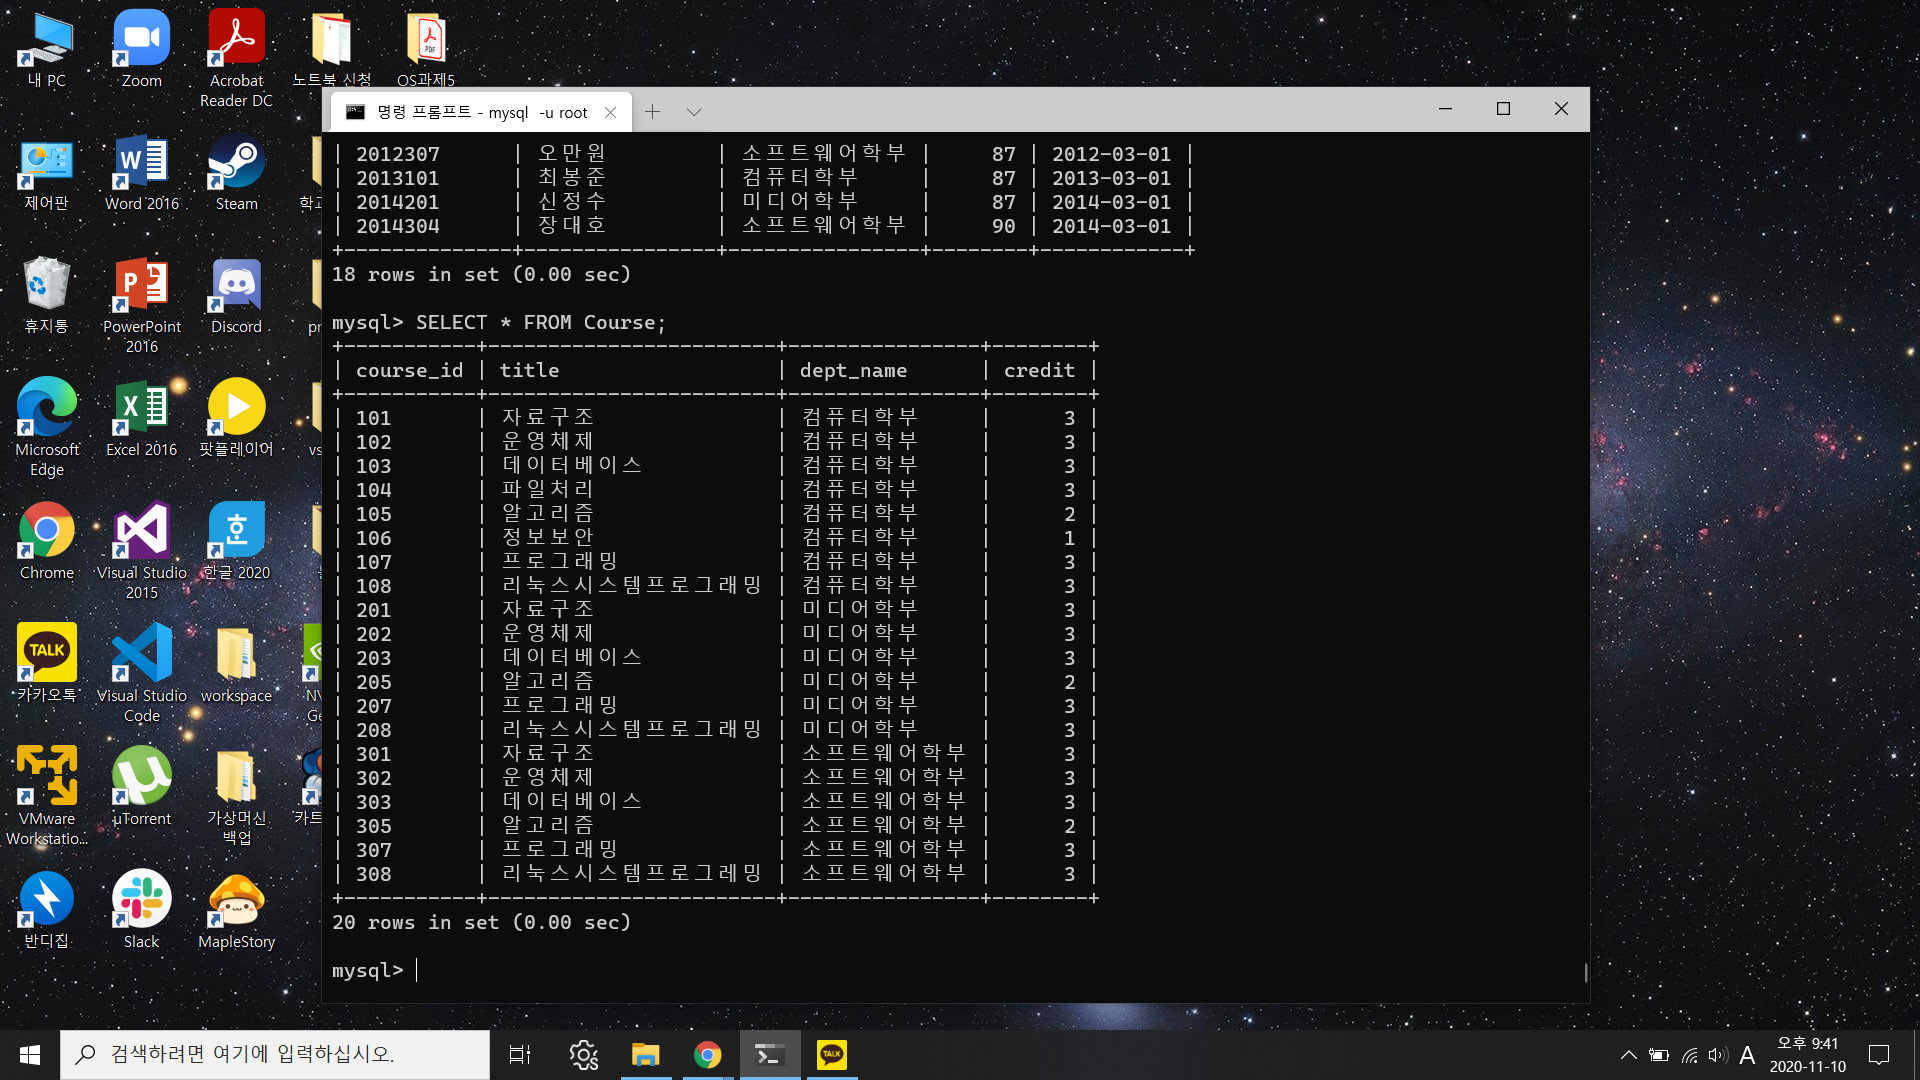 내 PC
Zoom
Acrobat
Reader DC
노트북 신청
OS과제5
제어판
Word 2016
Steam
휴지통
PowerPoint
2016
Discord
Microsoft
Edge
Excel 2016
팟플레이어
Chrome
Visual Studio
2015
한글 2020
카카오톡
Visual Studio
Code
workspace
VMware
Workstatio...
µTorrent
가상머신
백업
반디집
Slack
MapleStory
명령 프롬프트 - mysql  -u root
| 2012307 | 오만원 | 소프트웨어학부 | 87 | 2012-03-01 |
| 2013101 | 최봉준 | 컴퓨터학부 | 87 | 2013-03-01 |
| 2014201 | 신정수 | 미디어학부 | 87 | 2014-03-01 |
| 2014304 | 장대호 | 소프트웨어학부 | 90 | 2014-03-01 |
18 rows in set (0.00 sec)
mysql> SELECT * FROM Course;
| course_id | title | dept_name | credit |
| 101 | 자료구조 | 컴퓨터학부 | 3 |
| 102 | 운영체제 | 컴퓨터학부 | 3 |
| 103 | 데이터베이스 | 컴퓨터학부 | 3 |
| 104 | 파일처리 | 컴퓨터학부 | 3 |
| 105 | 알고리즘 | 컴퓨터학부 | 2 |
| 106 | 정보보안 | 컴퓨터학부 | 1 |
| 107 | 프로그래밍 | 컴퓨터학부 | 3 |
| 108 | 리눅스시스템프로그래밍 | 컴퓨터학부 | 3 |
| 201 | 자료구조 | 미디어학부 | 3 |
| 202 | 운영체제 | 미디어학부 | 3 |
| 203 | 데이터베이스 | 미디어학부 | 3 |
| 205 | 알고리즘 | 미디어학부 | 2 |
| 207 | 프로그래밍 | 미디어학부 | 3 |
| 208 | 리눅스시스템프로그래밍 | 미디어학부 | 3 |
| 301 | 자료구조 | 소프트웨어학부 | 3 |
| 302 | 운영체제 | 소프트웨어학부 | 3 |
| 303 | 데이터베이스 | 소프트웨어학부 | 3 |
| 305 | 알고리즘 | 소프트웨어학부 | 2 |
| 307 | 프로그래밍 | 소프트웨어학부 | 3 |
| 308 | 리눅스시스템프로그레밍 | 소프트웨어학부 | 3 |
20 rows in set (0.00 sec)
mysql>
검색하려면 여기에 입력하십시오.
A
오후 9:41
2020-11-10